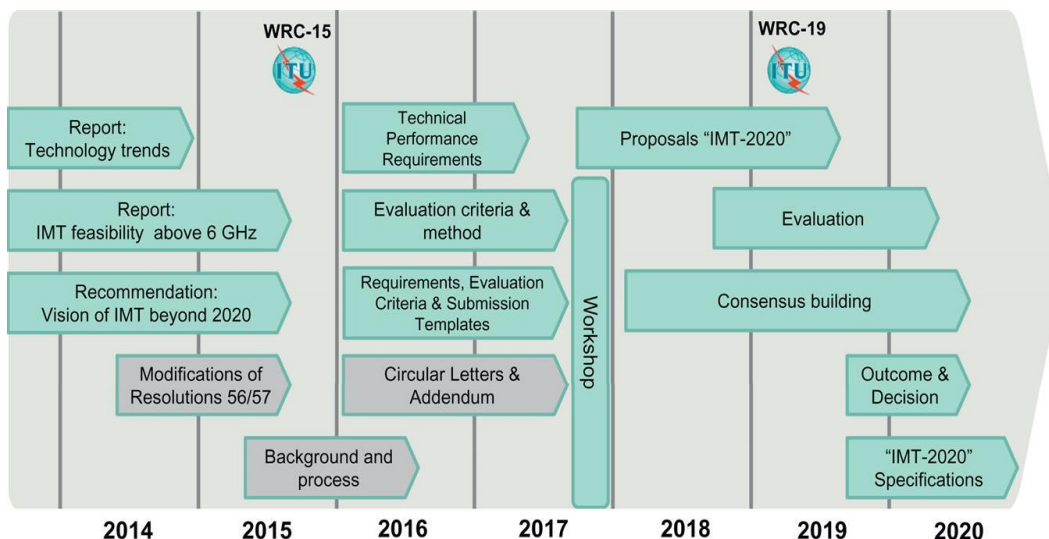 WRC-15
ITU
WRC-19
ITU
Report:
Technology trends
Technical
Performance
Requirements
Proposals “IMT-2020”
Report:
IMT feasibility above 6 GHz
Evaluation criteria &
method
Evaluation
Recommendation:
Vision of IMT beyond 2020
Requirements, Evaluation
Criteria & Submission
Templates
Workshop
Consensus building
Modifications of
Resolutions 56/57
Circular Letters &
Addendum
Outcome &
Decision
Background and
process
“IMT-2020”
Specifications
2014
2015
2016
2017
2018
2019
2020